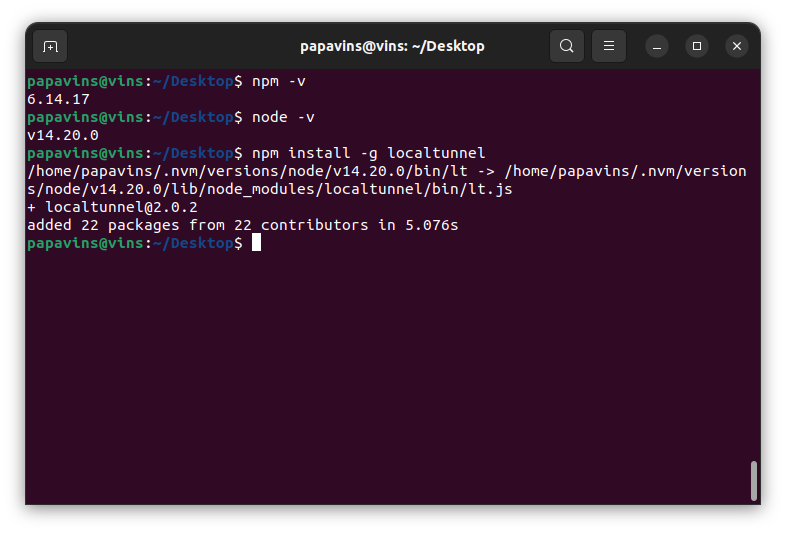 papavins@vins: ~/Desktop
papavins@vins:~/Desktop$ npm -v
6.14.17
papavins@vins:~/Desktop$ node -v
v14.20.0
papavins@vins:~/Desktop$ npm install -g localtunnel
/home/papavins/.nvm/versions/node/v14.20.0/bin/lt -> /home/papavins/.nvm/version
s/node/v14.20.0/lib/node_modules/localtunnel/bin/lt.js
+ localtunnel@2.0.2
added 22 packages from 22 contributors in 5.076s
papavins@vins:~/Desktop$